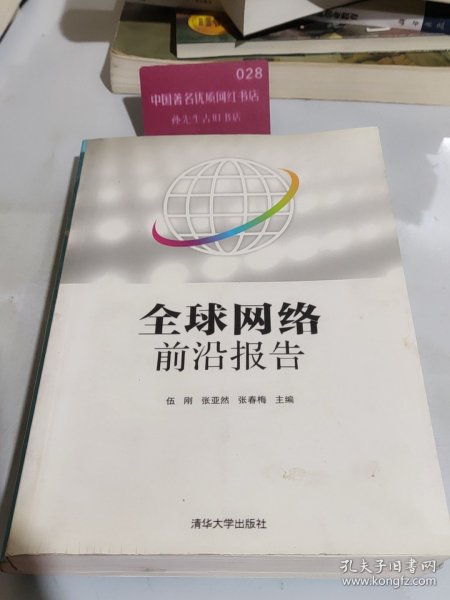 028
中国著名优质网红书店
孙先生古旧书店
全球网络
前沿报告
伍 刚 张亚然 张春梅 主编
清华大学出版社
孔夫子旧书网
www.kongfz.com